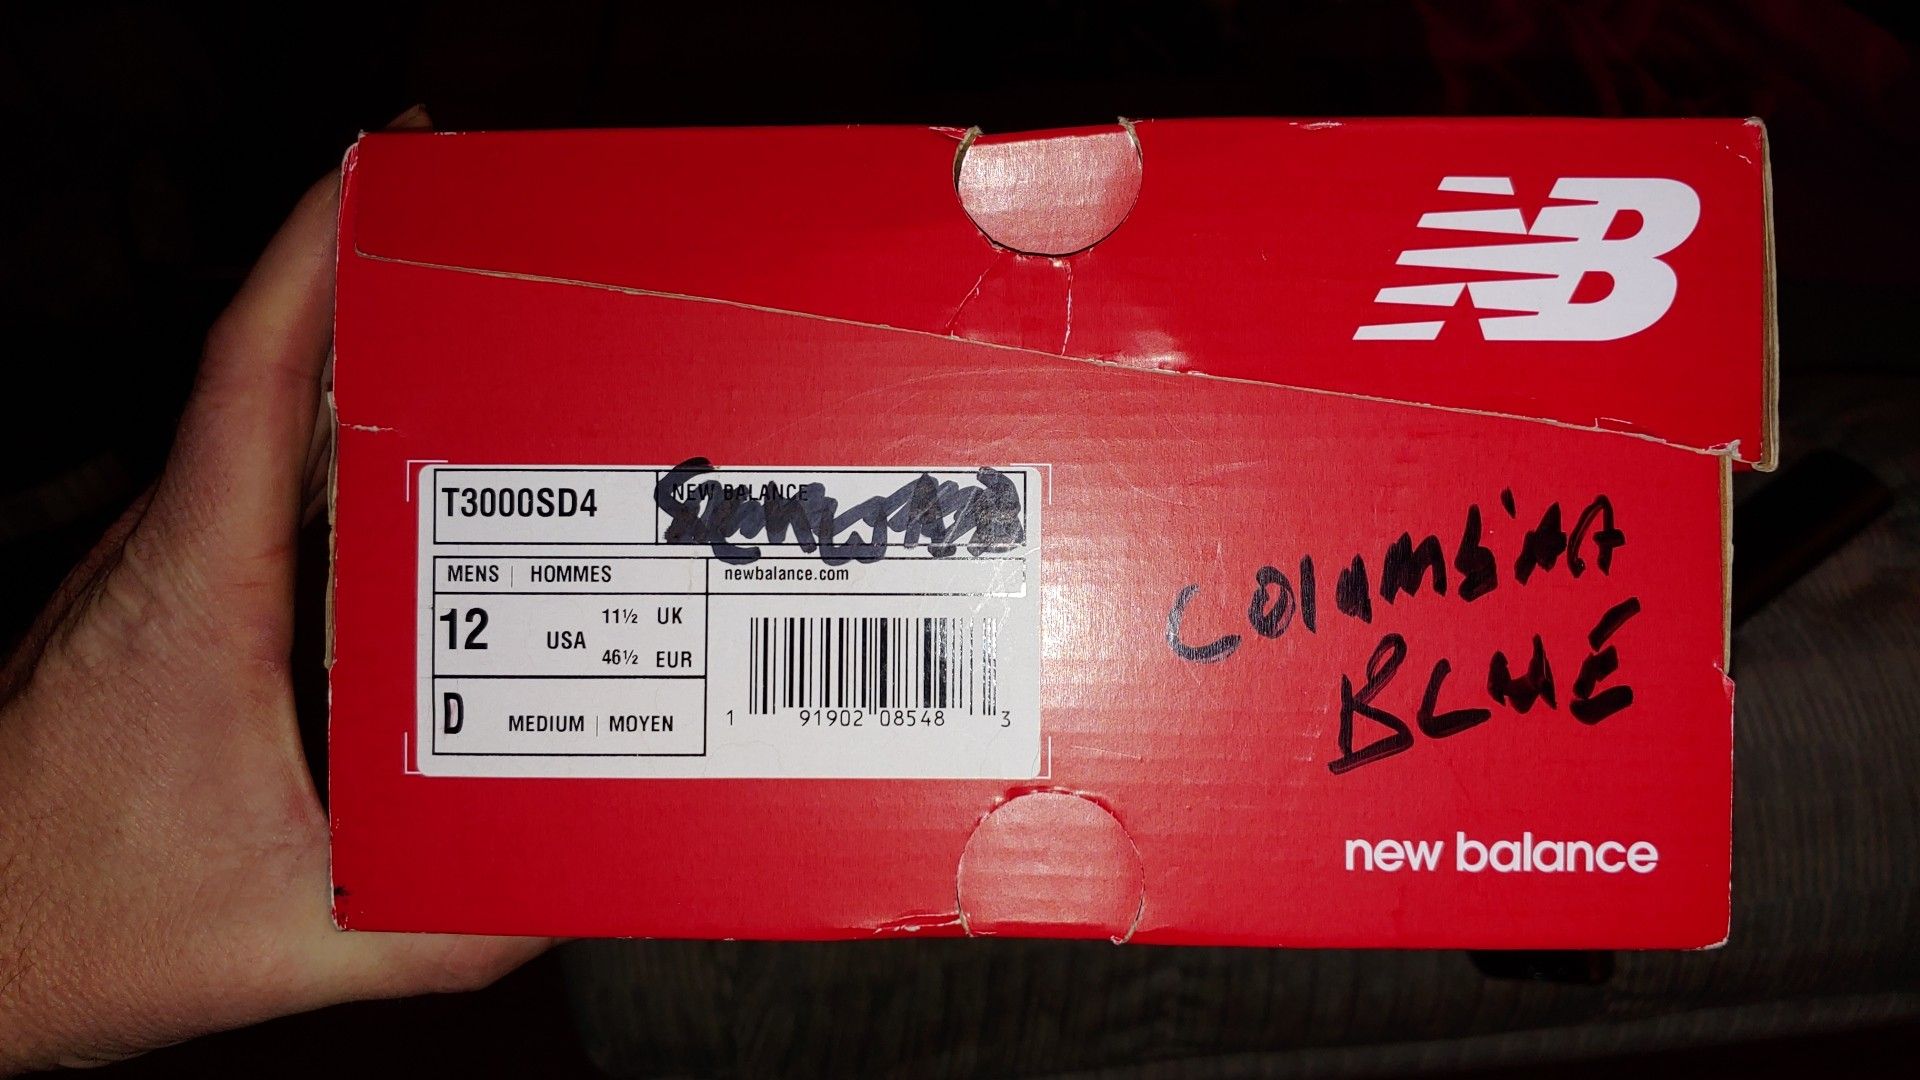 NB
T3000SD4
NEW BALANCE
MENS | HOMMES
newbalance.com
12 USA 11½ UK
46½ EUR
D MEDIUM | MOYEN
1 91902 08548 3
COLUMBIA
BLUE
new balance